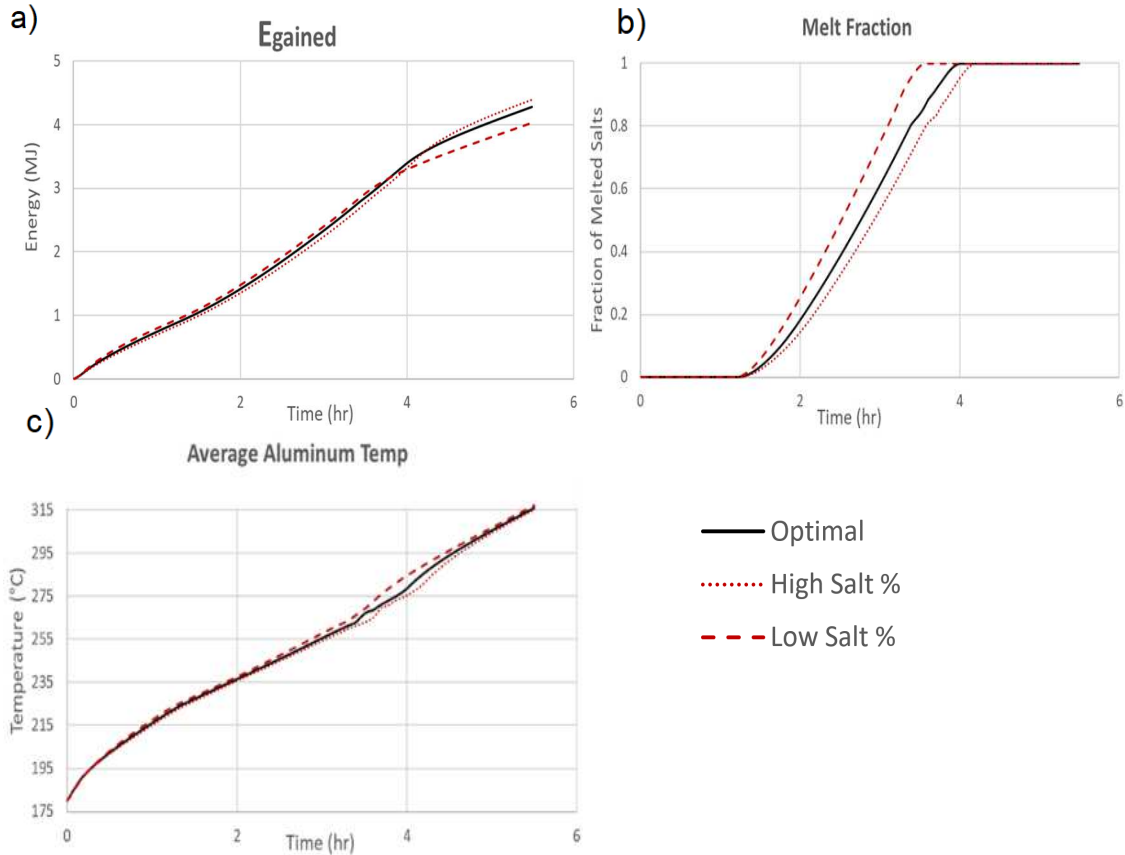 a)
Egained
Energy (MJ)
5
4
3
2
1
0
0 2 4 6
Time (hr)
b)
Melt Fraction
Fraction of Melted Salts
1
0.8
0.6
0.4
0.2
0
0 2 4 6
Time (hr)
c)
Average Aluminum Temp
Temperature (°C)
315
295
275
255
235
215
195
175
0 2 4 6
Time (hr)
Optimal
High Salt %
Low Salt %